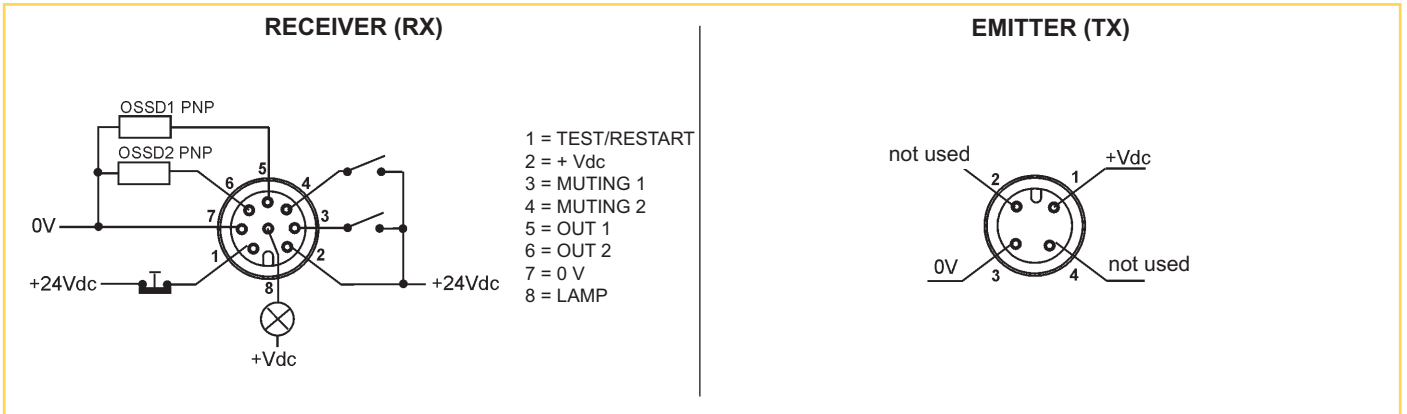 RECEIVER (RX)
OSSD1 PNP
OSSD2 PNP
5
6
4
7
3
0V
1
2
+24Vdc
+24Vdc
8
+Vdc
1 = TEST/RESTART
2 = + Vdc
3 = MUTING 1
4 = MUTING 2
5 = OUT 1
6 = OUT 2
7 = 0 V
8 = LAMP
EMITTER (TX)
not used
+Vdc
2
1
0V
not used
3
4